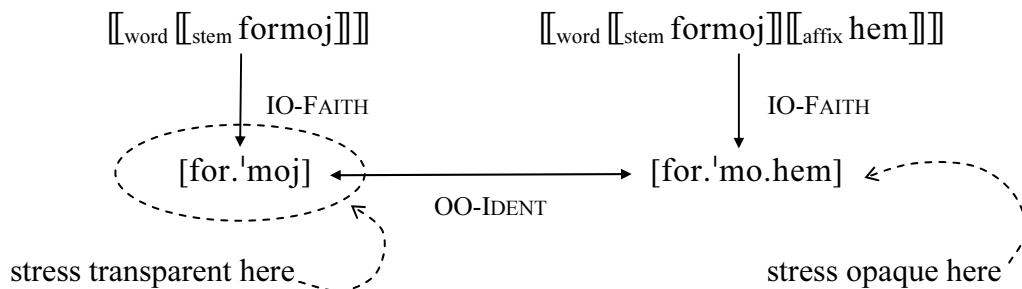 ⟦word ⟦stem formoj⟧⟧ ⟦word ⟦stem formoj⟧⟦affix hem⟧⟧
IO-FAITH IO-FAITH
[for.ˈmoj] [for.ˈmo.hem]
OO-IDENT
stress transparent here stress opaque here